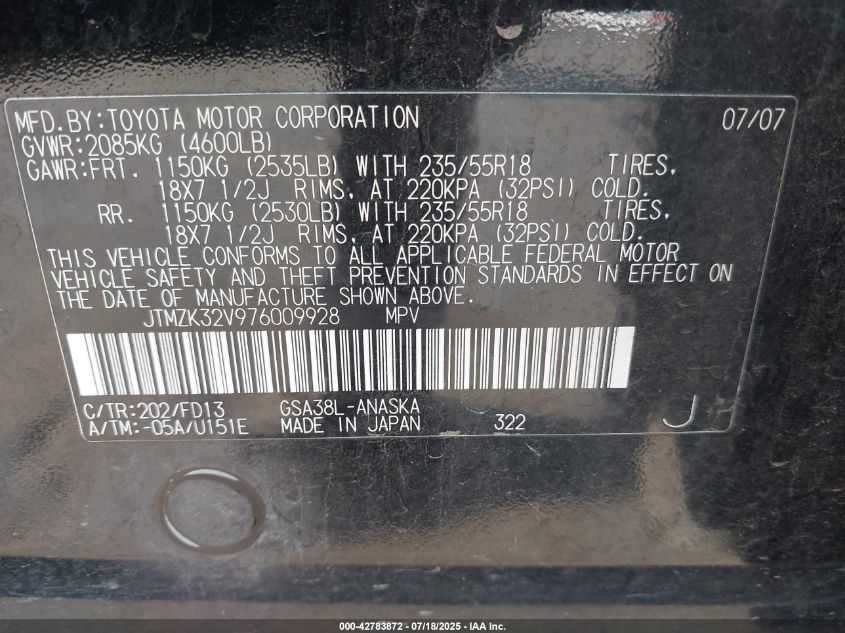 MFD.BY:TOYOTA MOTOR CORPORATION 07/07
GVWR:2085KG (4600LB)
GAWR:FRT. 1150KG (2535LB) WITH 235/55R18 TIRES,
18X7 1/2J RIMS, AT 220KPA (32PSI) COLD.
RR. 1150KG (2530LB) WITH 235/55R18 TIRES,
18X7 1/2J RIMS, AT 220KPA (32PSI) COLD.
THIS VEHICLE CONFORMS TO ALL APPLICABLE FEDERAL MOTOR
VEHICLE SAFETY AND THEFT PREVENTION STANDARDS IN EFFECT ON
THE DATE OF MANUFACTURE SHOWN ABOVE.
JTMZK32V976009928 MPV
C/TR:202/FD13 GSA38L-ANASKA
A/TM:-05A/U151E MADE IN JAPAN 322 J
000-42783872 - 07/18/2025 - IAA Inc.